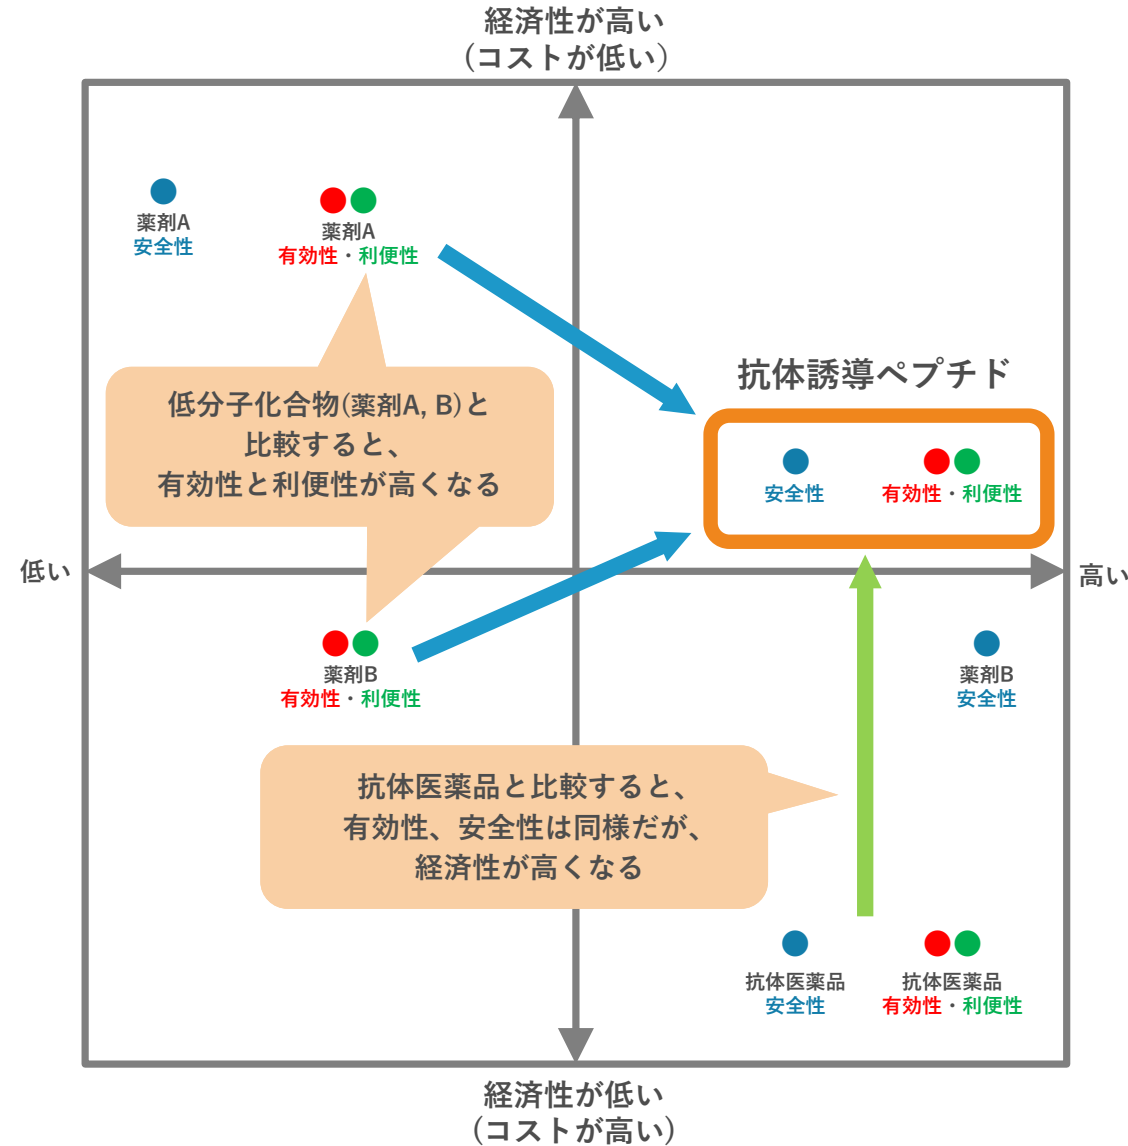 経済性が高い
(コストが低い)
薬剤A
安全性
薬剤A
有効性・利便性
低分子化合物(薬剤A, B)と
比較すると、
有効性と利便性が高くなる
抗体誘導ペプチド
安全性
有効性・利便性
低い
高い
薬剤B
有効性・利便性
薬剤B
安全性
抗体医薬品と比較すると、
有効性、安全性は同様だが、
経済性が高くなる
抗体医薬品
安全性
抗体医薬品
有効性・利便性
経済性が低い
(コストが高い)